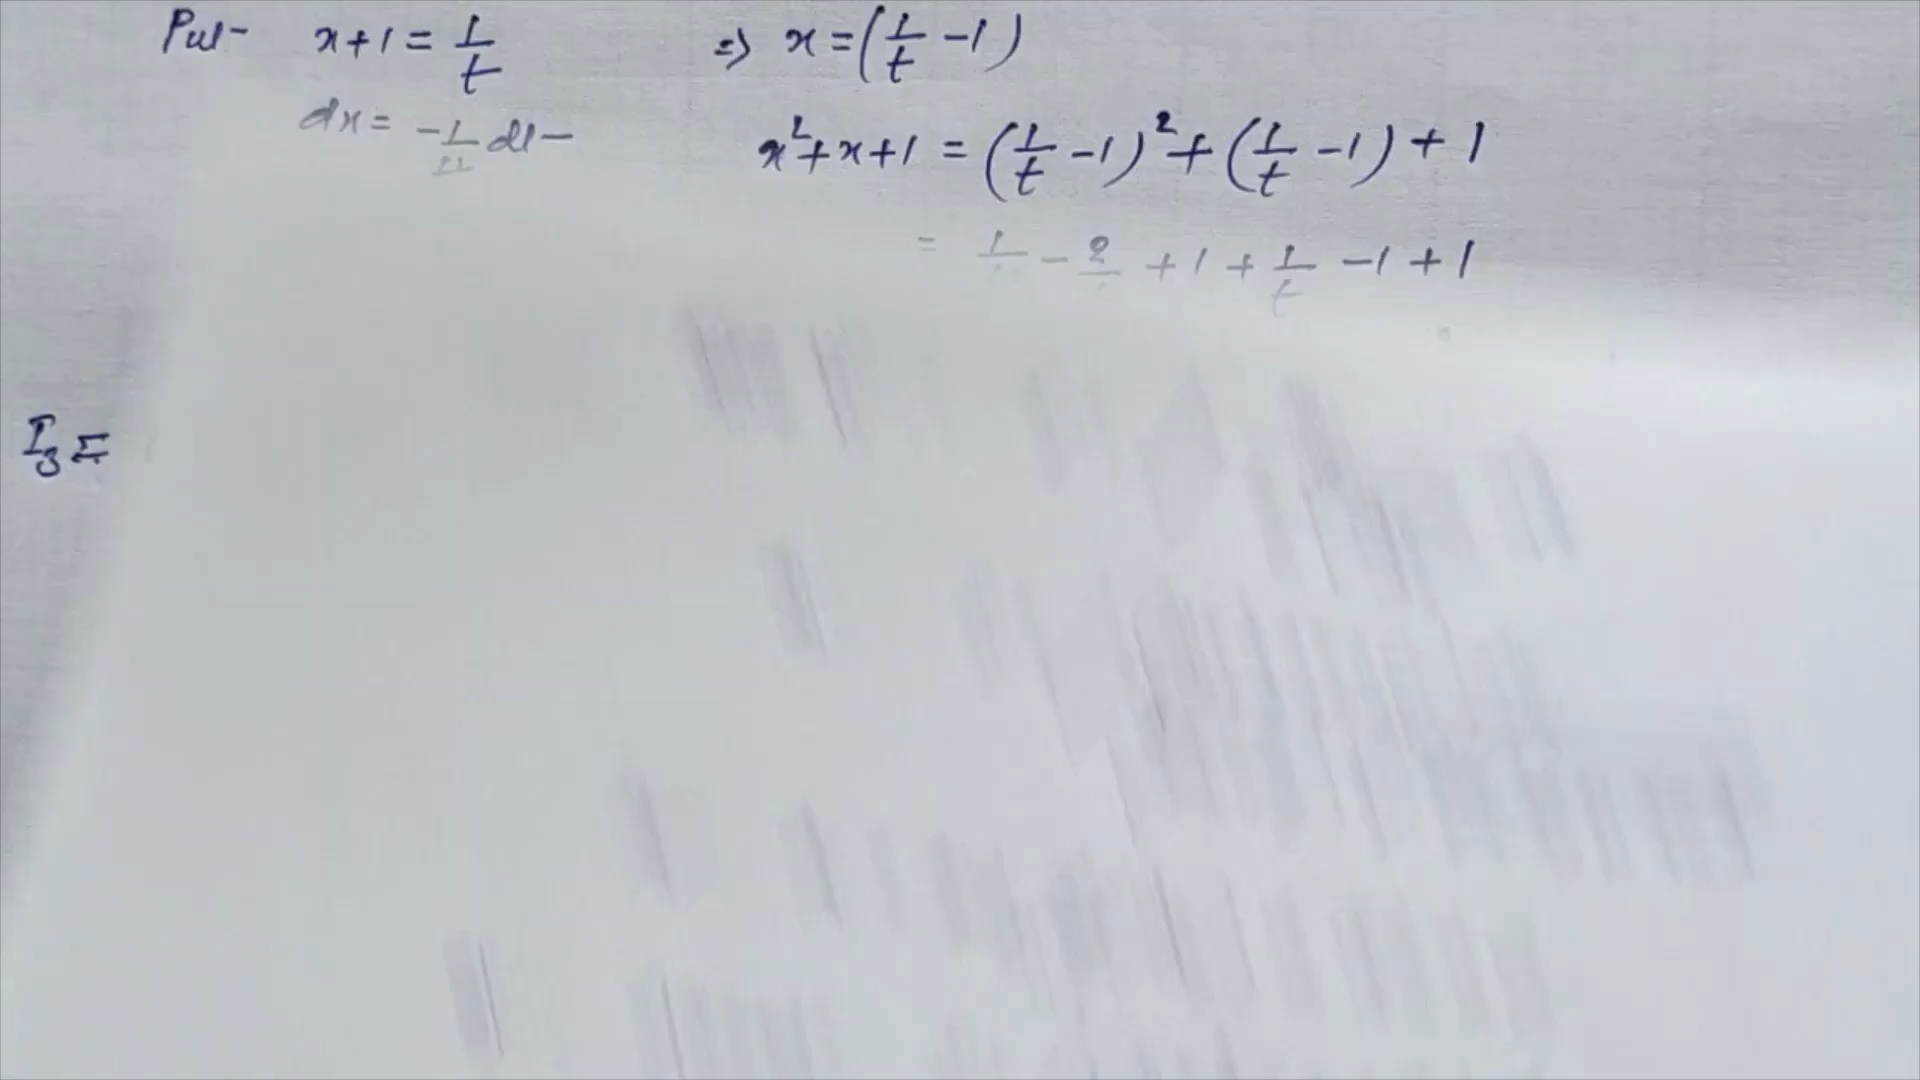 Put x+1 = 1/t ⇒ x = (1/t - 1)
dx = - 1/t² dt
x²+x+1 = (1/t - 1)² + (1/t - 1) + 1
= 1/t² - 2/t + 1 + 1/t - 1 + 1
I₃ =